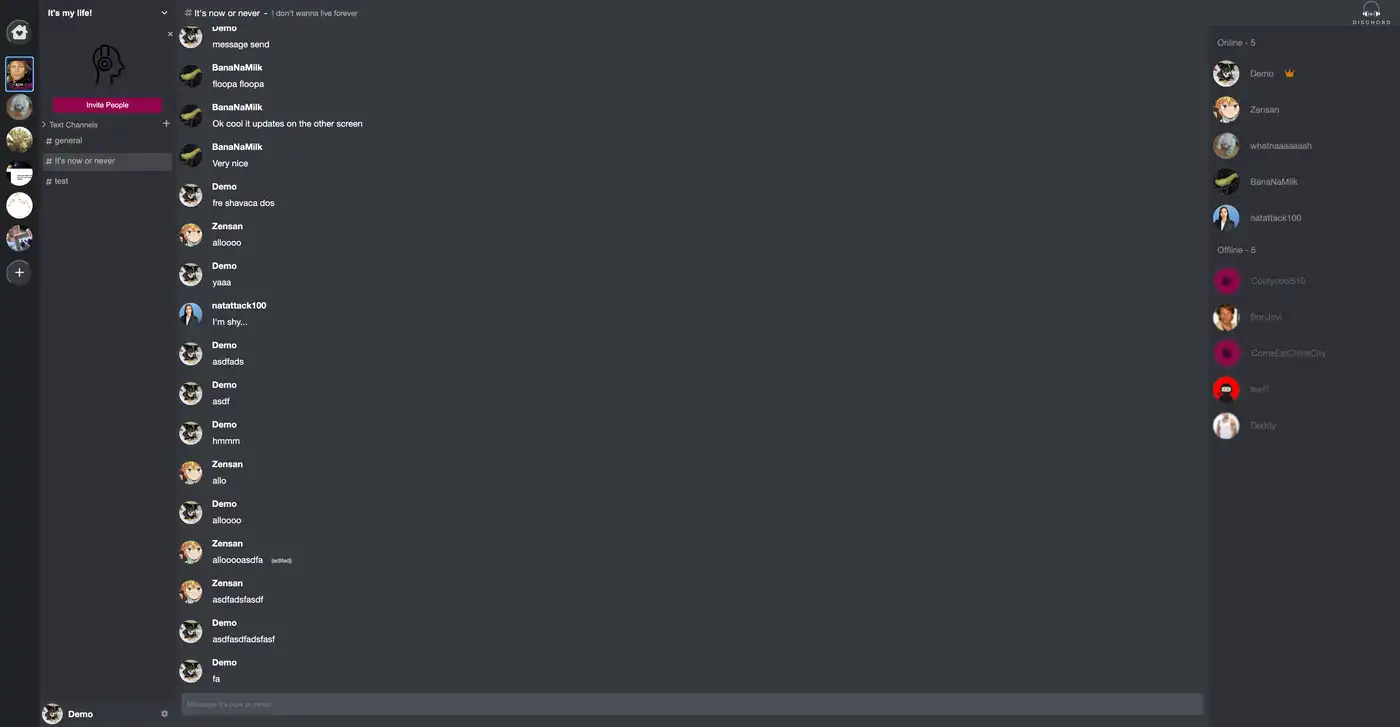 It's my life!
# It's now or never - I don't wanna live forever
DISCHORD
Invite People
Text Channels
# general
# It's now or never
# test
Demo
Demo
message send
BanaNaMilk
floopa floopa
BanaNaMilk
Ok cool it updates on the other screen
BanaNaMilk
Very nice
Demo
fre shavaca dos
Zensan
alloooo
Demo
yaaa
natattack100
I'm shy...
Demo
asdfads
Demo
asdf
Demo
hmmm
Zensan
allo
Demo
alloooo
Zensan
allooooasdfa (edited)
Zensan
asdfadsfasdf
Demo
asdfasdfadsfasf
Demo
fa
Message It's now or never
Online - 5
Demo
Zensan
whatnaaaaaaah
BanaNaMilk
natattack100
Offline - 5
Coolycool510
BonJovi
test1
Daddy